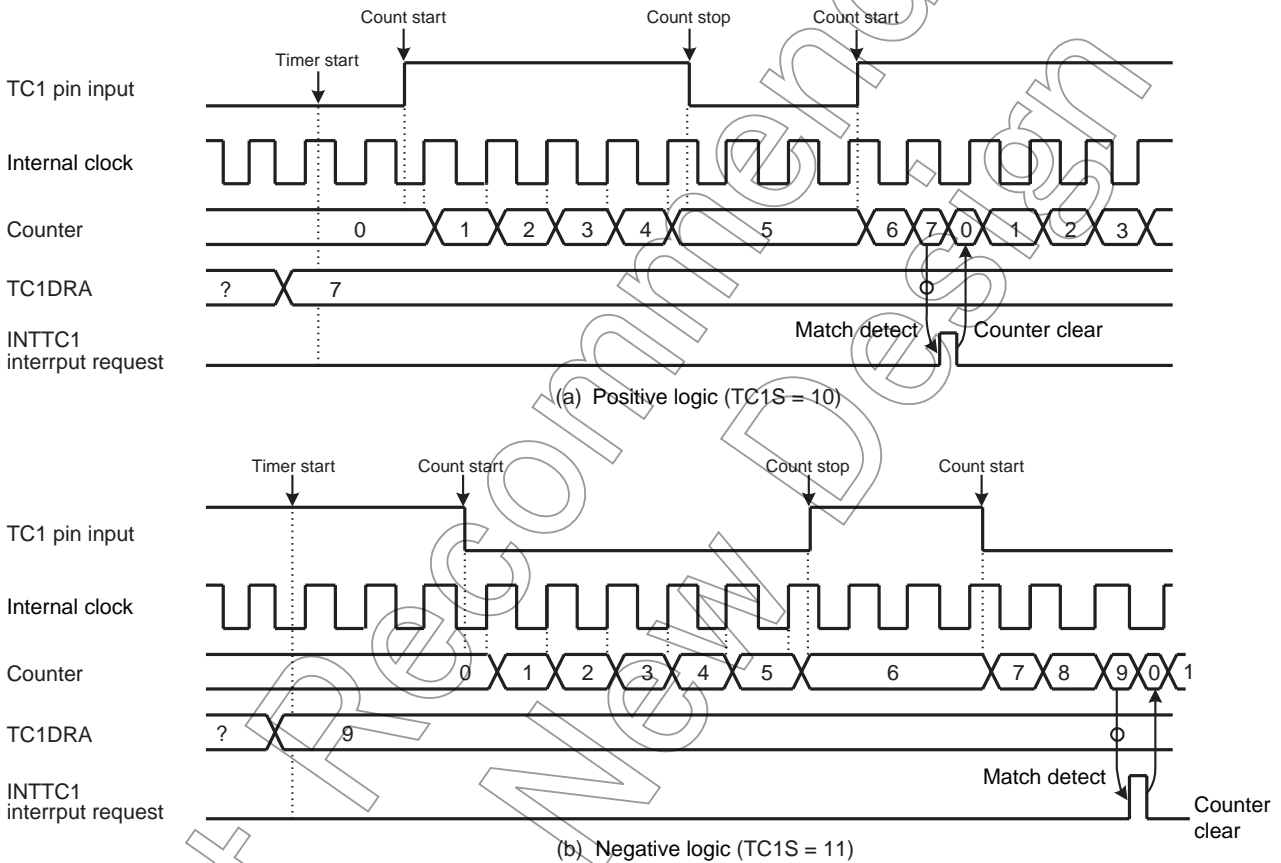 Count start Count stop Count start
Timer start
TC1 pin input
Internal clock
Counter 0 1 2 3 4 5 6 7 0 1 2 3
TC1DRA ? 7
Match detect Counter clear
INTTC1
interrput request
(a) Positive logic (TC1S = 10)
Timer start Count start Count stop Count start
TC1 pin input
Internal clock
Counter 0 1 2 3 4 5 6 7 8 9 0 1
TC1DRA ? 9
Match detect
INTTC1
interrput request
Counter
clear
(b) Negative logic (TC1S = 11)
Recommen
New Design